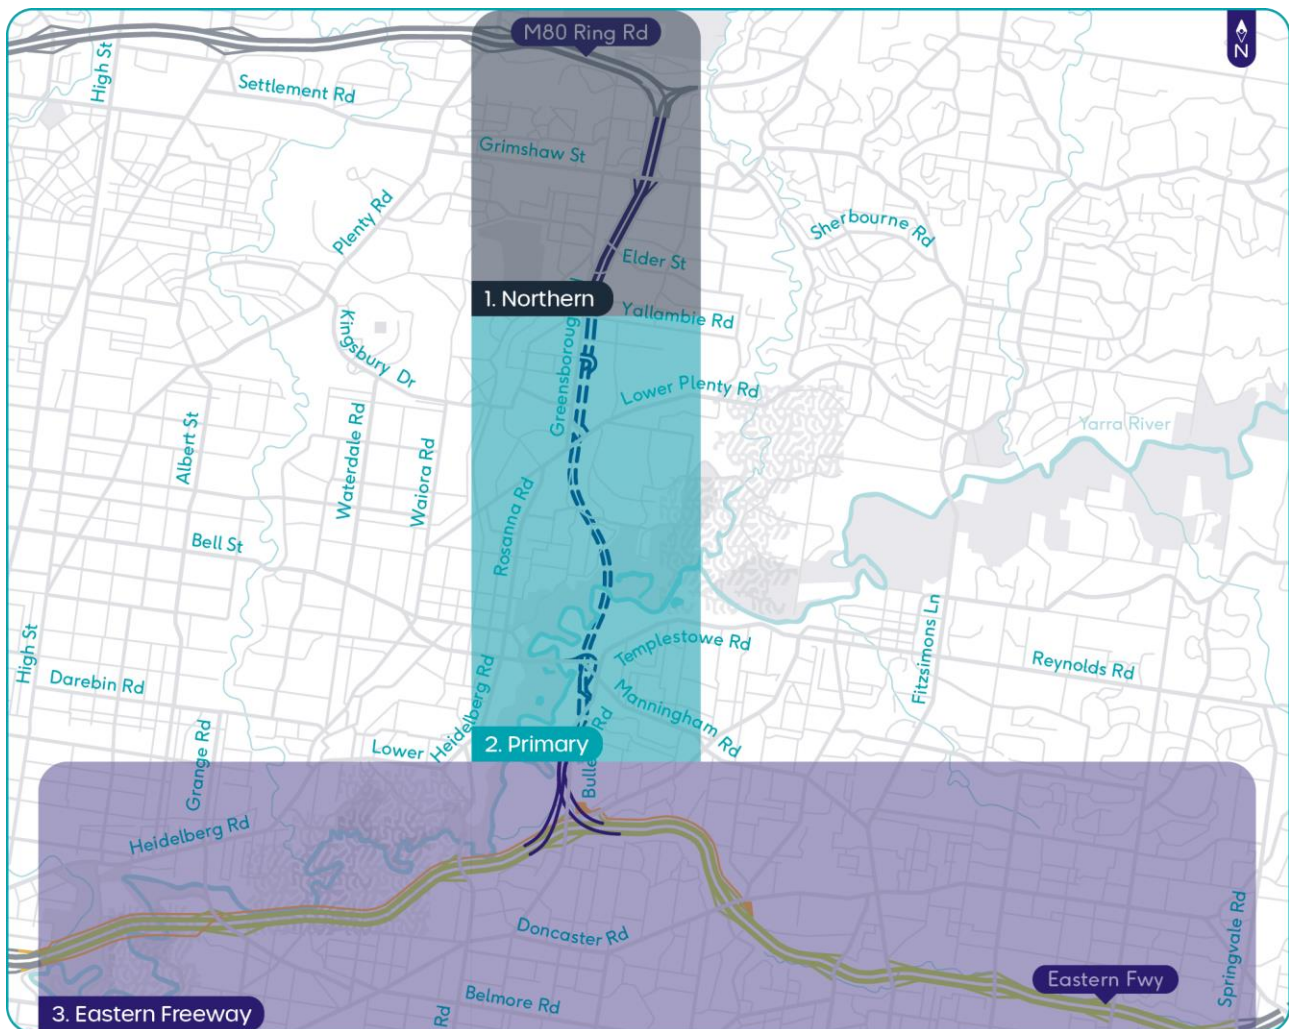 M80 Ring Rd
N
High St
Settlement Rd
Grimshaw St
Plenty Rd
Sherbourne Rd
Elder St
1. Northern
Yallambie Rd
Kingsbury Dr
Greensboroug
Lower Plenty Rd
Yarra River
Albert St
Waterdale Rd
Waiora Rd
Rosanna Rd
Bell St
Fitzsimons Ln
Templestowe Rd
Reynolds Rd
High St
Darebin Rd
Manningham Rd
Lower Heidelberg Rd
2. Primary
Grange Rd
Bulle
Rd
Heidelberg Rd
Doncaster Rd
Springvale Rd
Eastern Fwy
Belmore Rd
Rd
3. Eastern Freeway